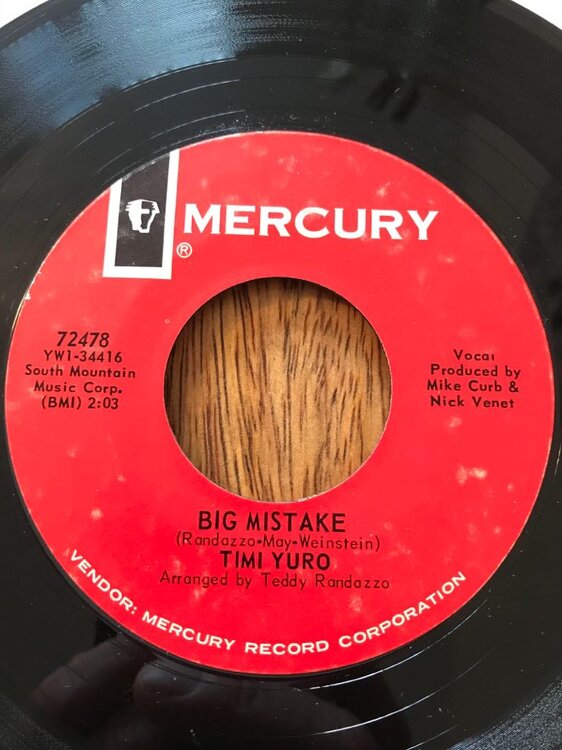 MERCURY
®
72478
YW1-34416
South Mountain
Music Corp.
(BMI) 2:03
Vocal
Produced by
Mike Curb &
Nick Venet
BIG MISTAKE
(Randazzo•May•Weinstein)
TIMI YURO
Arranged by Teddy Randazzo
VENDOR: MERCURY RECORD CORPORATION